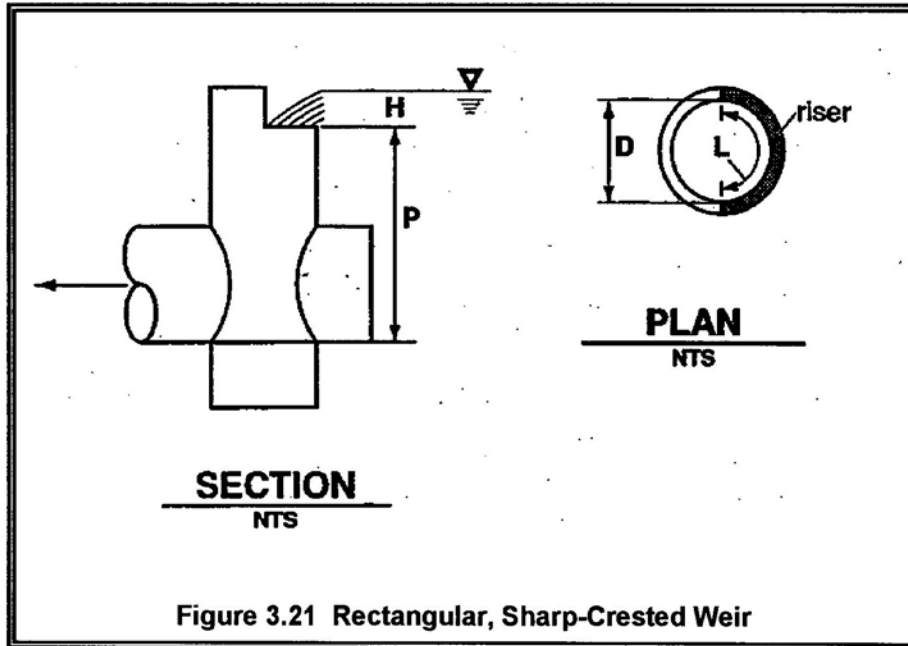 H
P
SECTION
NTS
D
L
riser
PLAN
NTS
Figure 3.21 Rectangular, Sharp-Crested Weir